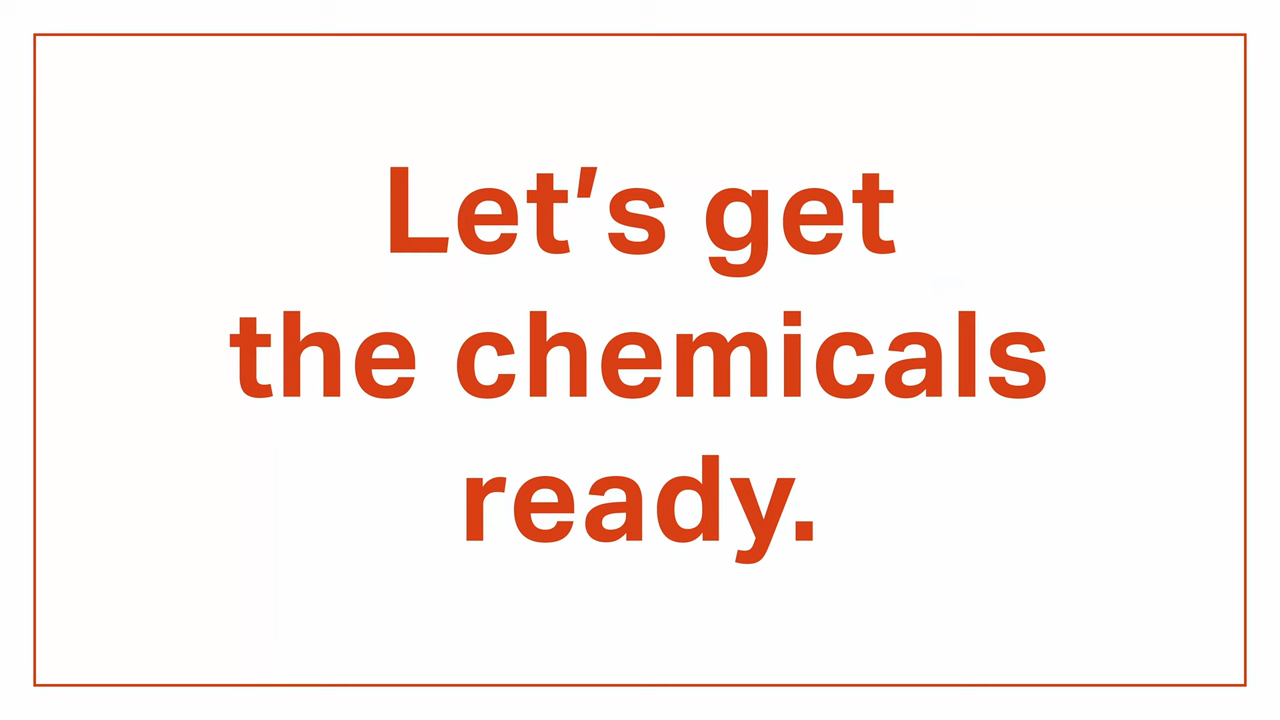 Let’s get
the chemicals
ready.